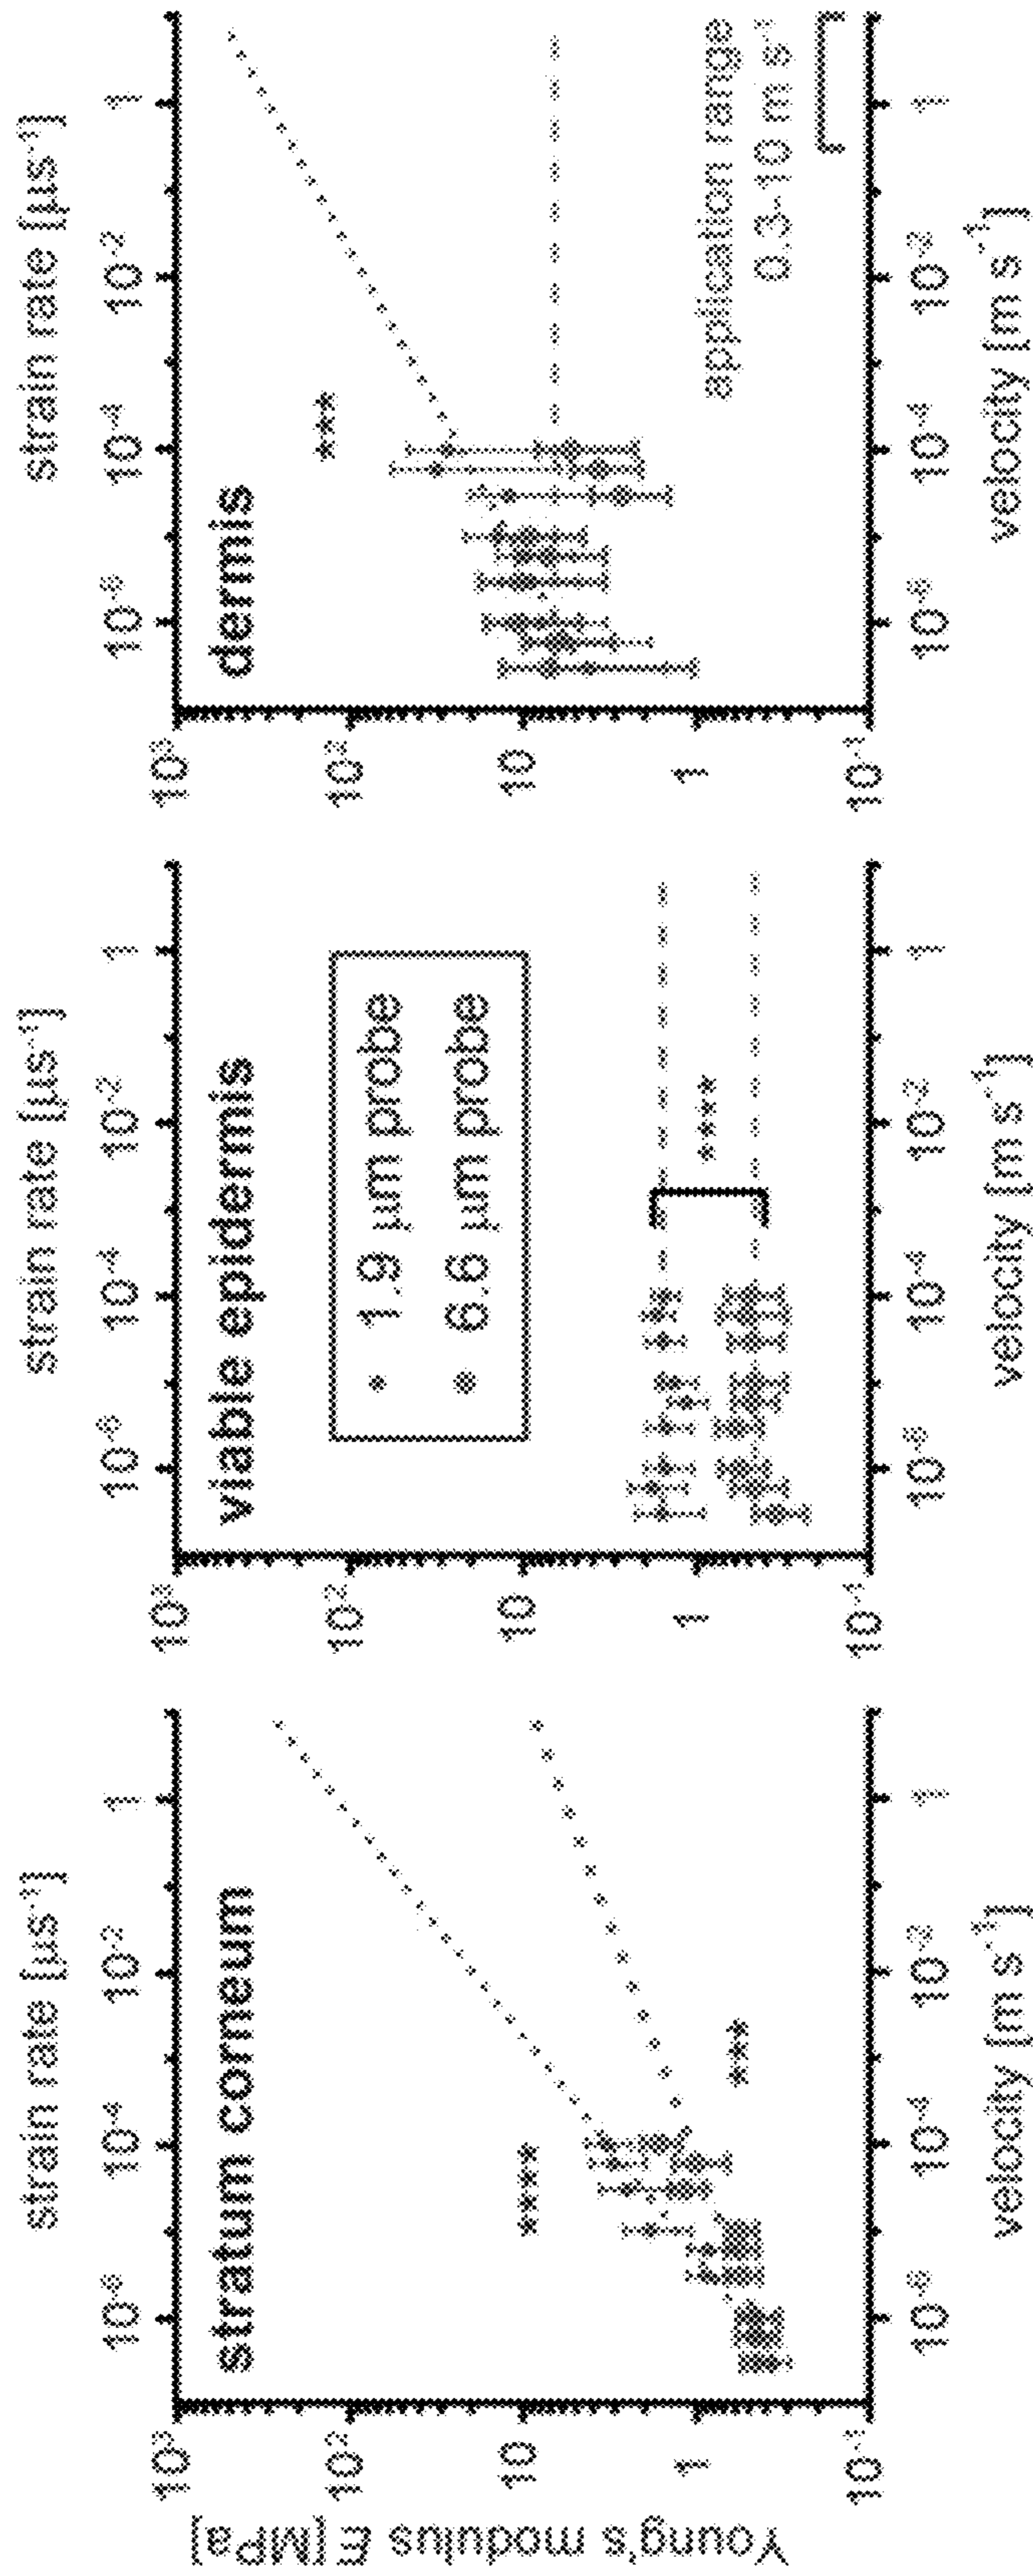 strain rate [µs⁻¹]
10⁻⁶ 10⁻⁴ 10⁻² 1
stratum corneum
****
***
Young's modulus E [MPa]
10³
10²
10
1
10⁻¹
10⁻⁶ 10⁻⁴ 10⁻² 1
velocity [m s⁻¹]
strain rate [µs⁻¹]
10⁻⁶ 10⁻⁴ 10⁻² 1
viable epidermis
1.9 µm probe
6.6 µm probe
****
10³
10²
10
1
10⁻¹
10⁻⁶ 10⁻⁴ 10⁻² 1
velocity [m s⁻¹]
strain rate [µs⁻¹]
10⁻⁶ 10⁻⁴ 10⁻² 1
dermis
***
application range
0.3-10 m s⁻¹
10³
10²
10
1
10⁻¹
10⁻⁶ 10⁻⁴ 10⁻² 1
velocity [m s⁻¹]